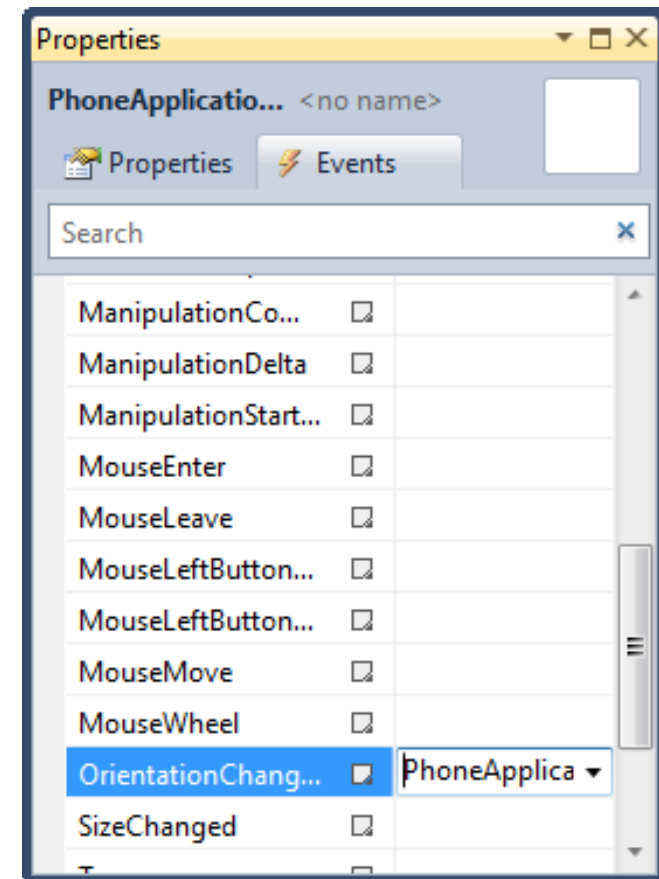 Properties
PhoneApplicatio... <no name>
Properties Events
Search
ManipulationCo...
ManipulationDelta
ManipulationStart...
MouseEnter
MouseLeave
MouseLeftButton...
MouseLeftButton...
MouseMove
MouseWheel
OrientationChang... PhoneApplica
SizeChanged